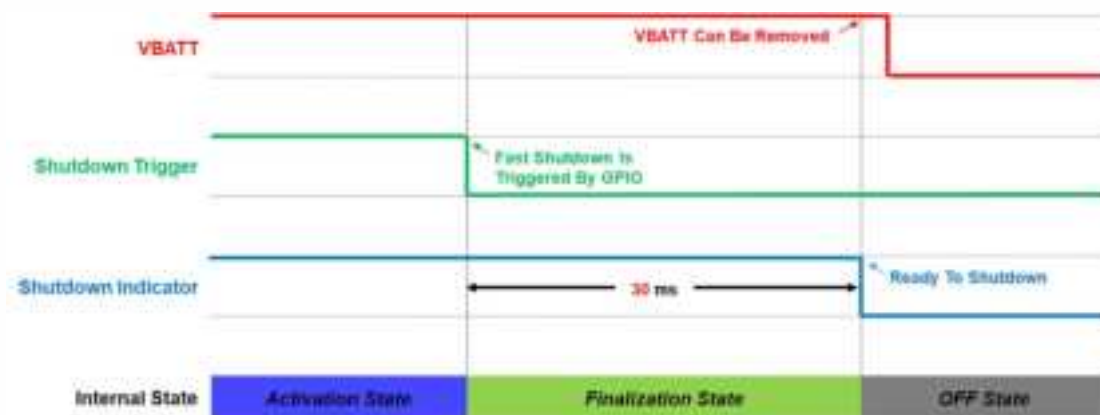 VBATT
VBATT Can Be Removed
Shutdown Trigger
Fast Shutdown Is
Triggered By GPIO
Shutdown Indicator
30 ms
Ready To Shutdown
Internal State
Activation State
Finalization State
OFF State